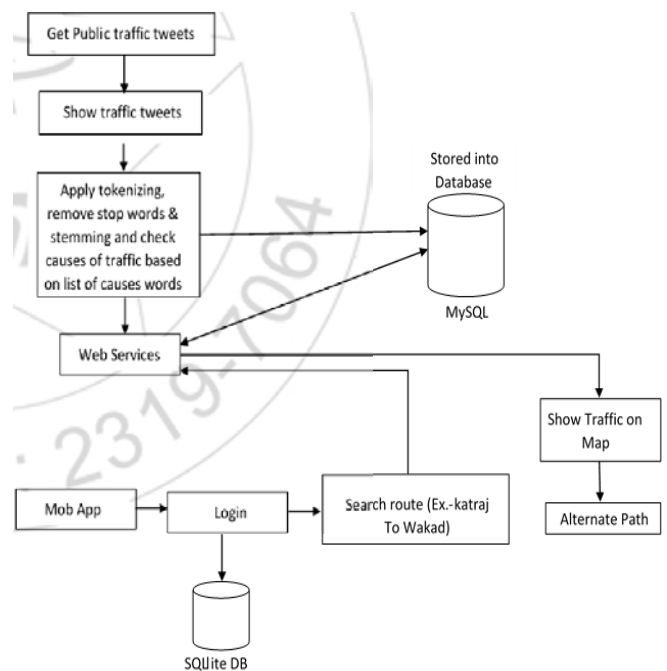 Get Public traffic tweets
Show traffic tweets
Apply tokenizing,
remove stop words &
stemming and check
causes of traffic based
on list of causes words
Stored into
Database
MySQL
Web Services
Show Traffic on
Map
Alternate Path
Mob App
Login
Search route (Ex.-katraj
To Wakad)
SQLite DB
: 2319-7064